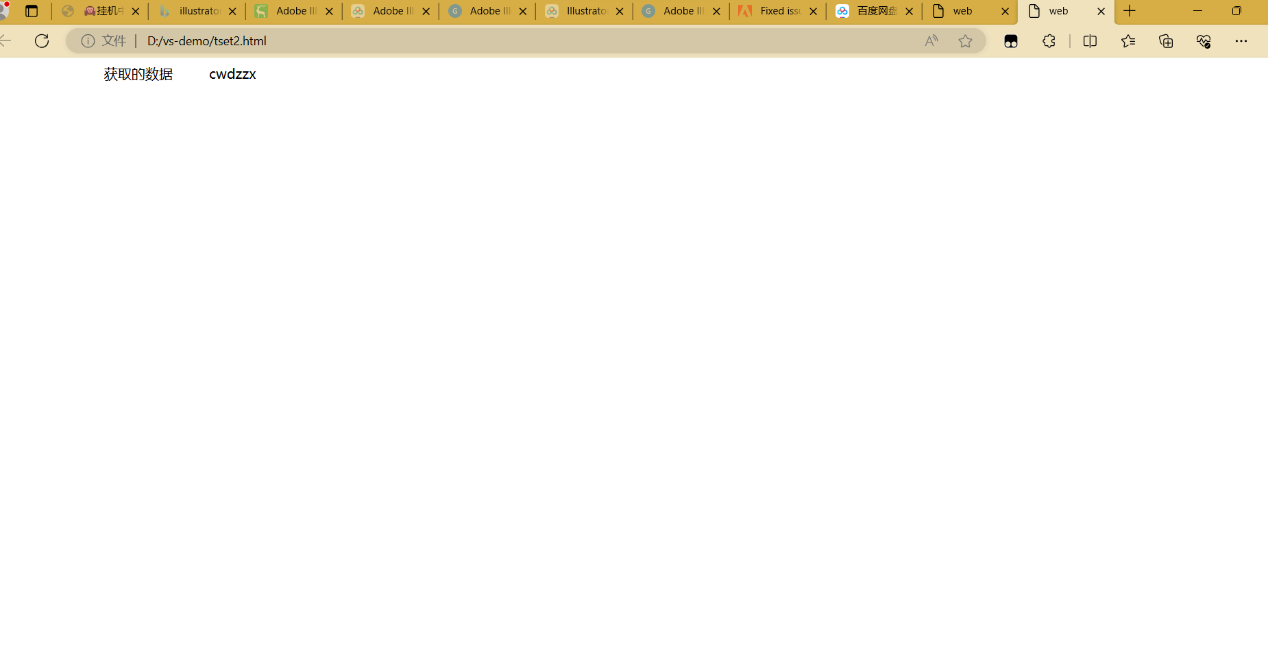 挂机 illustrato Adobe Ill Adobe Ill Adobe Ill Illustrato Adobe Ill Fixed issu 百度网盘 web web
文件 D:/vs-demo/tset2.html
获取的数据 cwdzzx